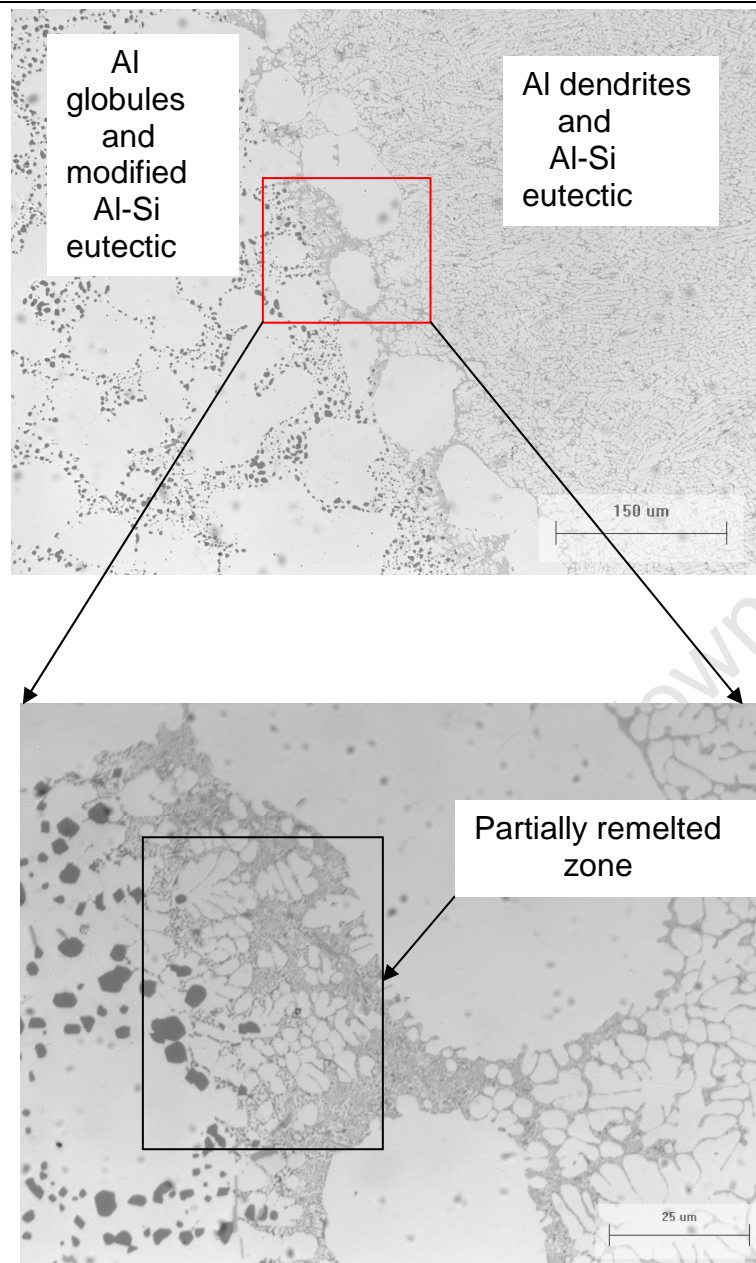 Al
globules
and
modified
Al-Si
eutectic
Al dendrites
and
Al-Si
eutectic
150 um
Partially remelted
zone
25 um